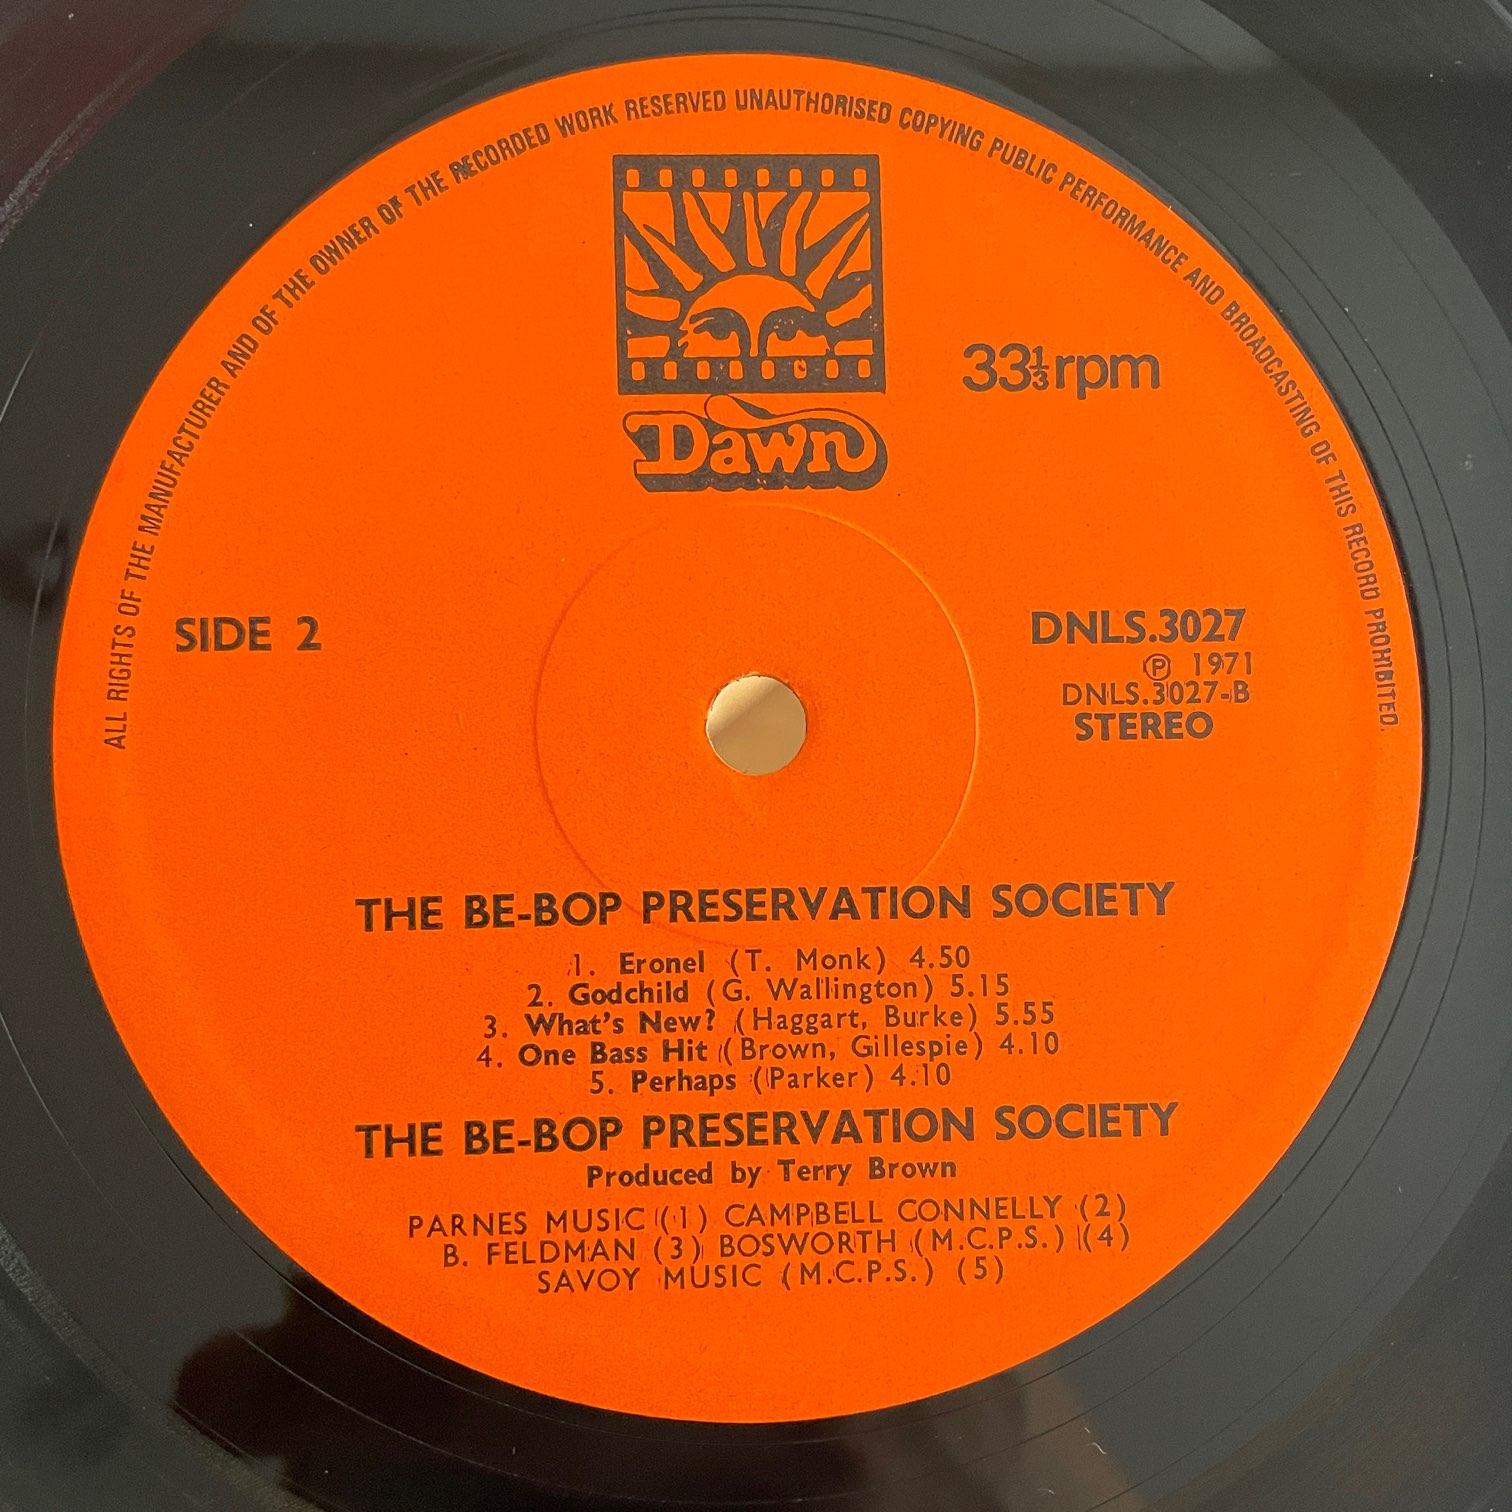 ALL RIGHTS OF THE MANUFACTURER AND OF THE OWNER OF THE RECORDED WORK RESERVED UNAUTHORISED COPYING PUBLIC PERFORMANCE AND BROADCASTING OF THIS RECORD PROHIBITED.
Dawn
33⅓rpm
SIDE 2
DNLS.3027
Ⓟ 1971
DNLS.3027-B
STEREO
THE BE-BOP PRESERVATION SOCIETY
1. Eronel (T. Monk) 4.50
2. Godchild (G. Wallington) 5.15
3. What's New? (Haggart, Burke) 5.55
4. One Bass Hit (Brown, Gillespie) 4.10
5. Perhaps (Parker) 4.10
THE BE-BOP PRESERVATION SOCIETY
Produced by Terry Brown
PARNES MUSIC (1) CAMPBELL CONNELLY (2)
B. FELDMAN (3) BOSWORTH (M.C.P.S.) (4)
SAVOY MUSIC (M.C.P.S.) (5)